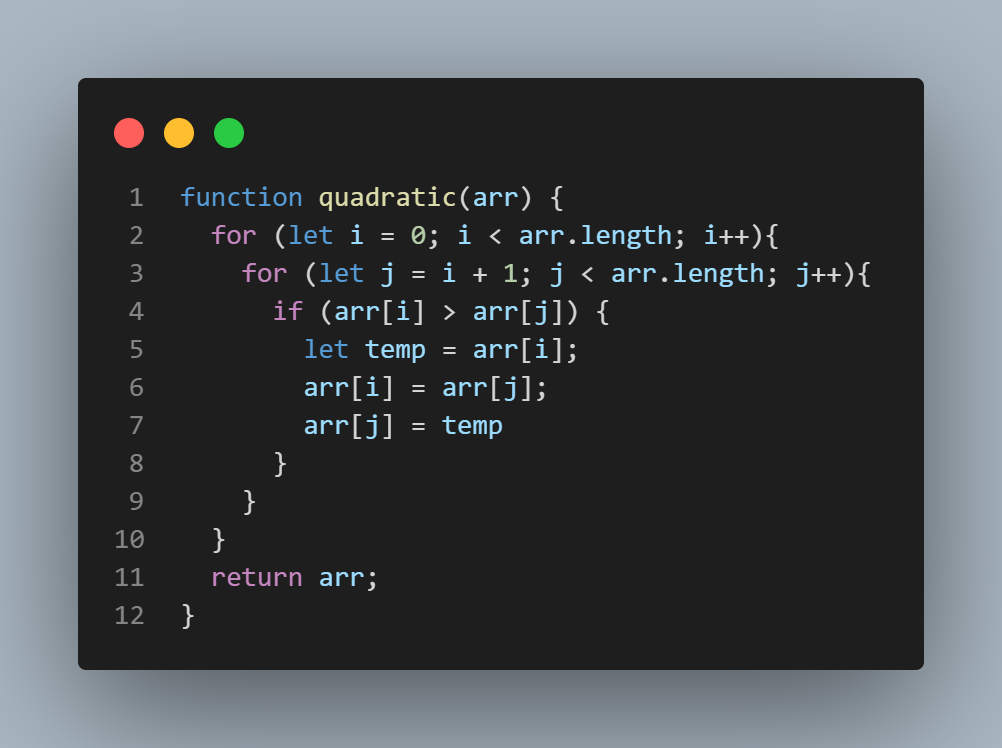 1 function quadratic(arr) {
2   for (let i = 0; i < arr.length; i++){
3     for (let j = i + 1; j < arr.length; j++){
4       if (arr[i] > arr[j]) {
5         let temp = arr[i];
6         arr[i] = arr[j];
7         arr[j] = temp
8       }
9     }
10   }
11   return arr;
12 }